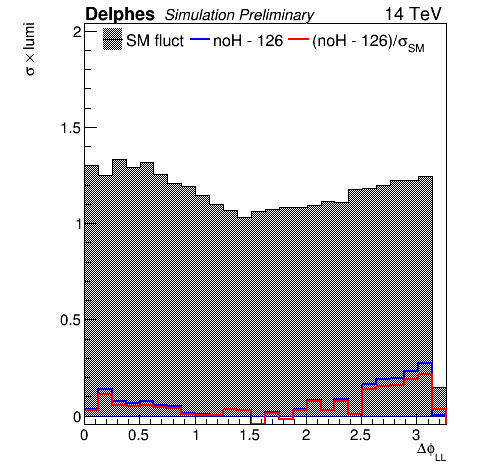 Delphes Simulation Preliminary 14 TeV
σ × lumi
SM fluct noH - 126 (noH - 126)/σSM
2
1.5
1
0.5
0
0 0.5 1 1.5 2 2.5 3
ΔϕLL